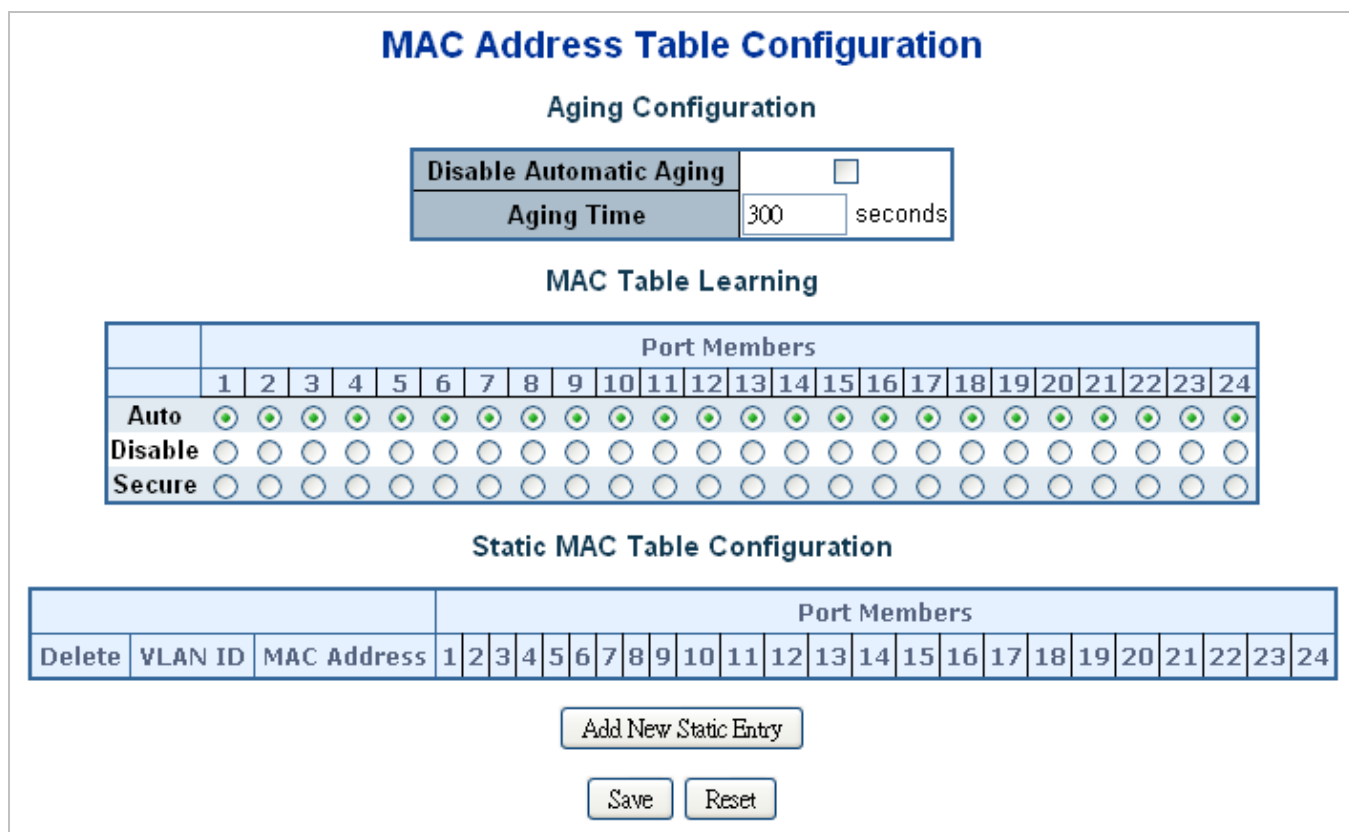 MAC Address Table Configuration
Aging Configuration
Disable Automatic Aging
Aging Time 300 seconds
MAC Table Learning
Port Members
1 2 3 4 5 6 7 8 9 10 11 12 13 14 15 16 17 18 19 20 21 22 23 24
Auto
Disable
Secure
Static MAC Table Configuration
Port Members
Delete VLAN ID MAC Address 1 2 3 4 5 6 7 8 9 10 11 12 13 14 15 16 17 18 19 20 21 22 23 24
Add New Static Entry
Save Reset